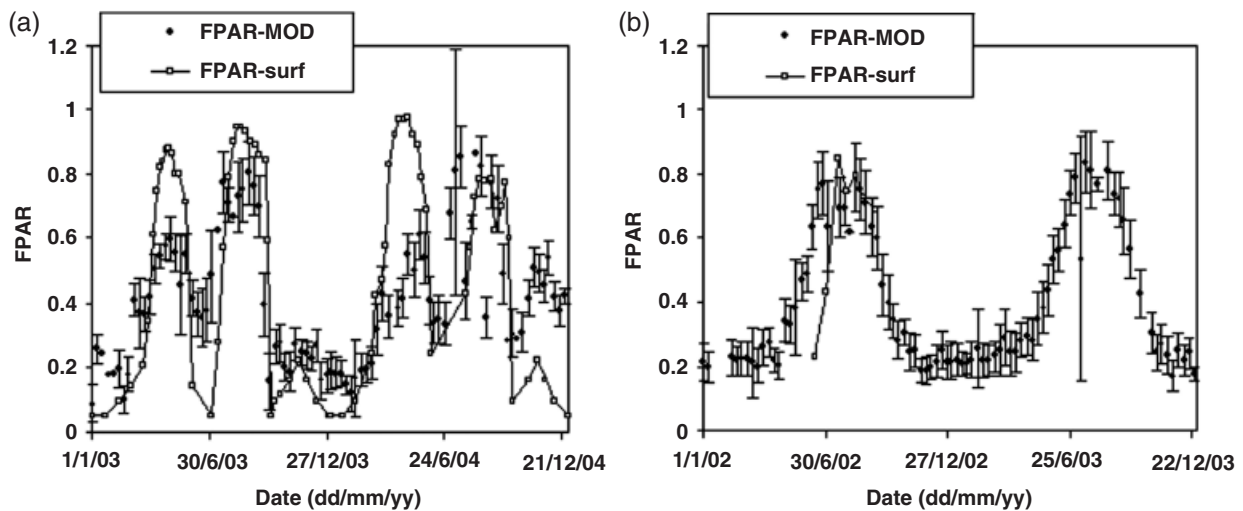 (a)
FPAR-MOD
FPAR-surf
1.2
1
0.8
0.6
0.4
0.2
0
FPAR
1/1/03
30/6/03
27/12/03
24/6/04
21/12/04
Date (dd/mm/yy)
(b)
FPAR-MOD
FPAR-surf
1.2
1
0.8
0.6
0.4
0.2
0
FPAR
1/1/02
30/6/02
27/12/02
25/6/03
22/12/03
Date (dd/mm/yy)